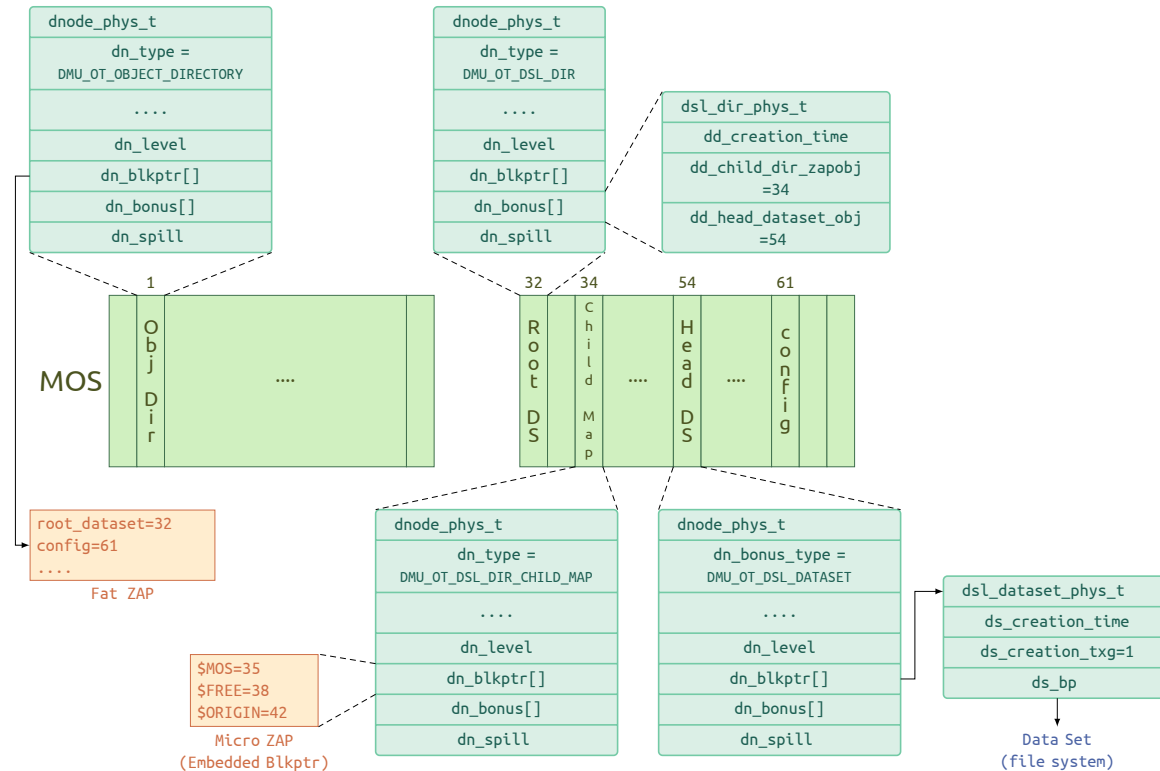 dnode_phys_t
dn_type =
DMU_OT_OBJECT_DIRECTORY
....
dn_level
dn_blkptr[]
dn_bonus[]
dn_spill
dnode_phys_t
dn_type =
DMU_OT_DSL_DIR
....
dn_level
dn_blkptr[]
dn_bonus[]
dn_spill
dsl_dir_phys_t
dd_creation_time
dd_child_dir_zapobj
=34
dd_head_dataset_obj
=54
1
32
34
54
61
MOS
Obj Dir
....
Root DS
Child Map
....
Head DS
....
config
root_dataset=32
config=61
....
Fat ZAP
$MOS=35
$FREE=38
$ORIGIN=42
Micro ZAP
(Embedded Blkptr)
dnode_phys_t
dn_type =
DMU_OT_DSL_DIR_CHILD_MAP
....
dn_level
dn_blkptr[]
dn_bonus[]
dn_spill
dnode_phys_t
dn_bonus_type =
DMU_OT_DSL_DATASET
....
dn_level
dn_blkptr[]
dn_bonus[]
dn_spill
dsl_dataset_phys_t
ds_creation_time
ds_creation_txg=1
ds_bp
Data Set
(file system)